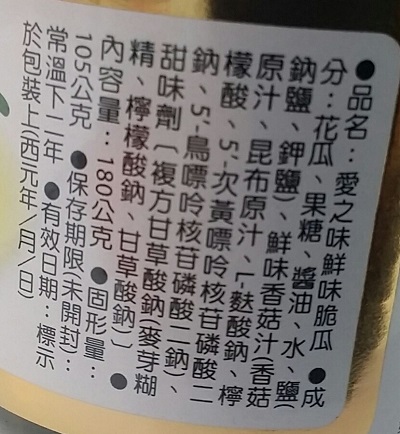 ●品名：愛之味鮮味脆瓜 ●成
分：花瓜、果糖、醬油、水、鹽(
鈉鹽、鉀鹽)、鮮味香菇汁(香菇
原汁、昆布原汁、L-麩酸鈉、檸
檬酸、5'-次黃嘌呤核苷磷酸二
鈉、5'-鳥嘌呤核苷磷酸二鈉)、
甜味劑〔複方甘草酸鈉(麥芽糊
精、檸檬酸鈉、甘草酸鈉)〕 ●
內容量：180公克 ●固形量：
105公克 ●保存期限(未開封)：
常溫下二年 ●有效日期：標示
於包裝上(西元年/月/日)